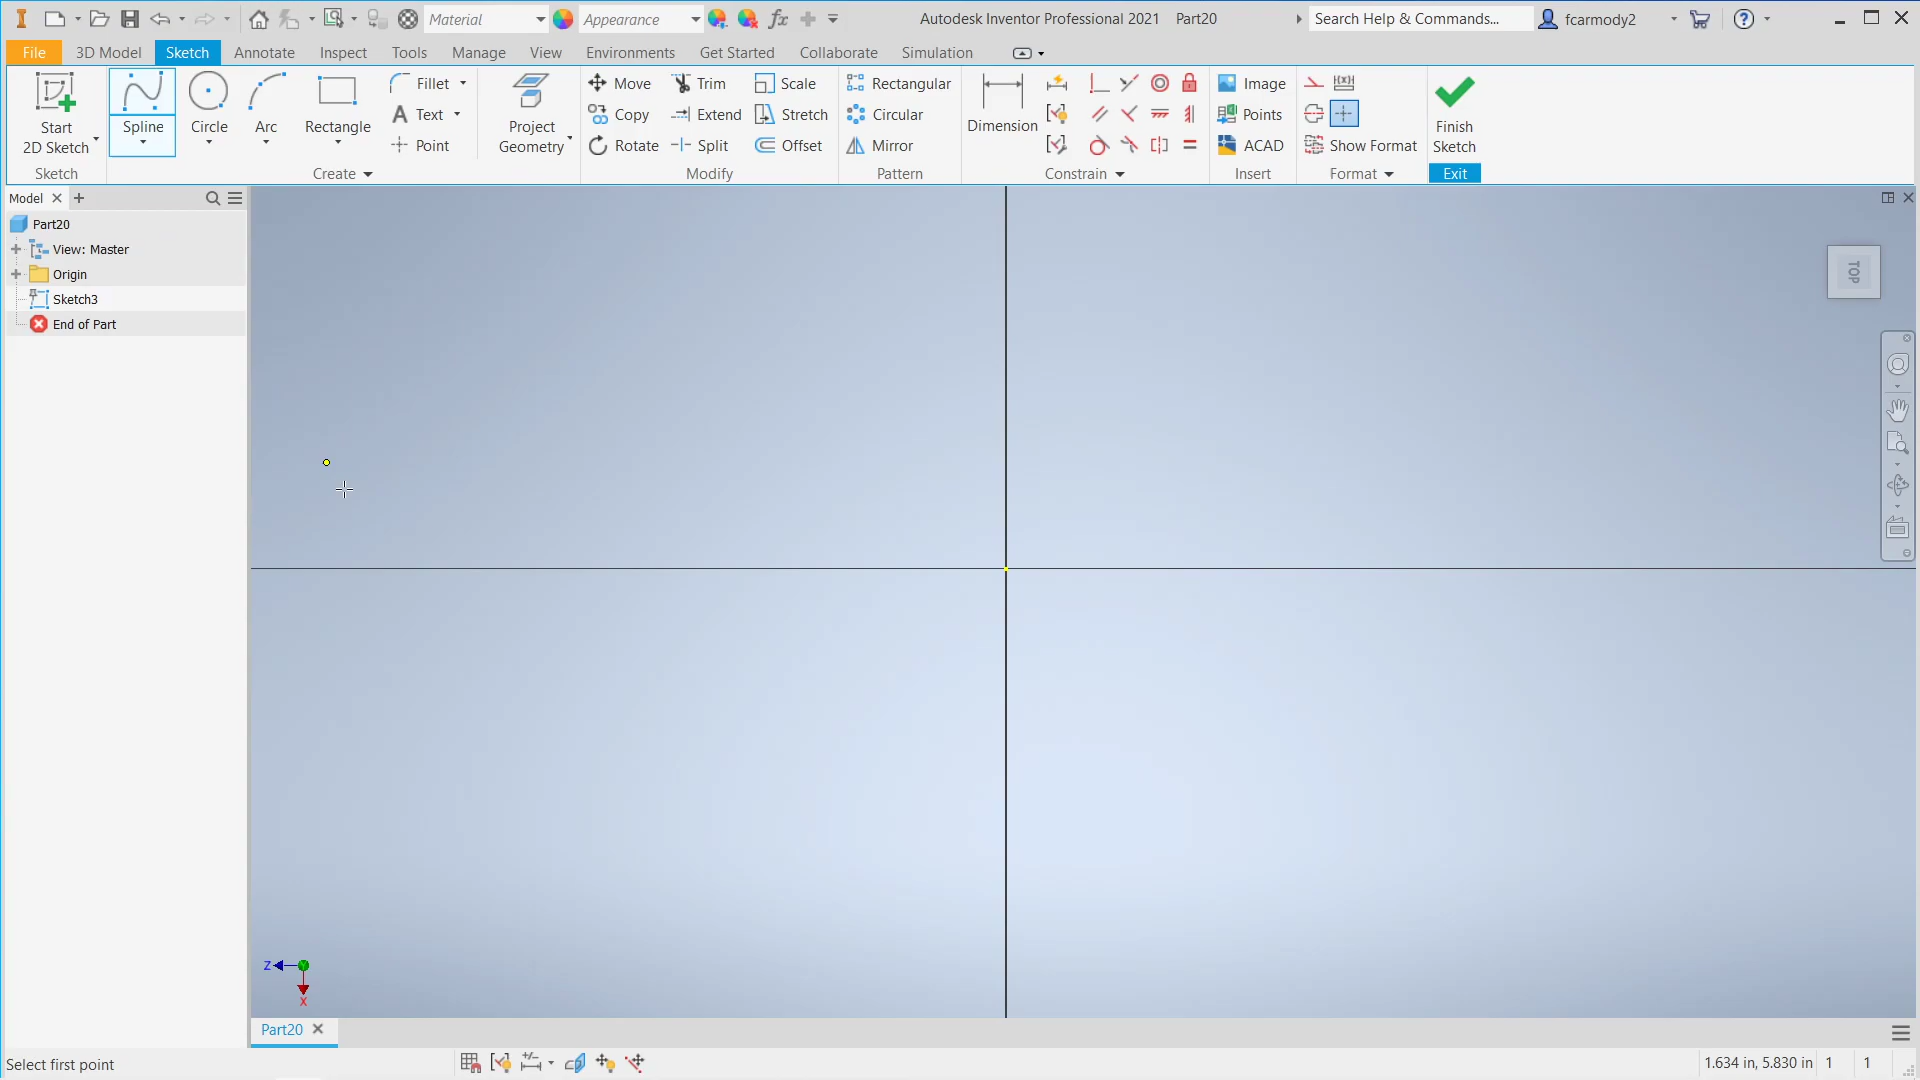 Material
Appearance
fx
Autodesk Inventor Professional 2021 Part20
Search Help & Commands...
fcarmody2
File 3D Model Sketch Annotate Inspect Tools Manage View Environments Get Started Collaborate Simulation
Start
2D Sketch
Spline
Circle
Arc
Rectangle
Fillet
Text
Point
Project
Geometry
Move
Copy
Rotate
Trim
Extend
Split
Scale
Stretch
Offset
Rectangular
Circular
Mirror
Dimension
Image
Points
ACAD
Show Format
Finish
Sketch
Sketch Create Modify Pattern Constrain Insert Format Exit
Model
Part20
View: Master
Origin
Sketch3
End of Part
TOP
Z
Y
X
Part20
Select first point
1.634 in, 5.830 in 1 1